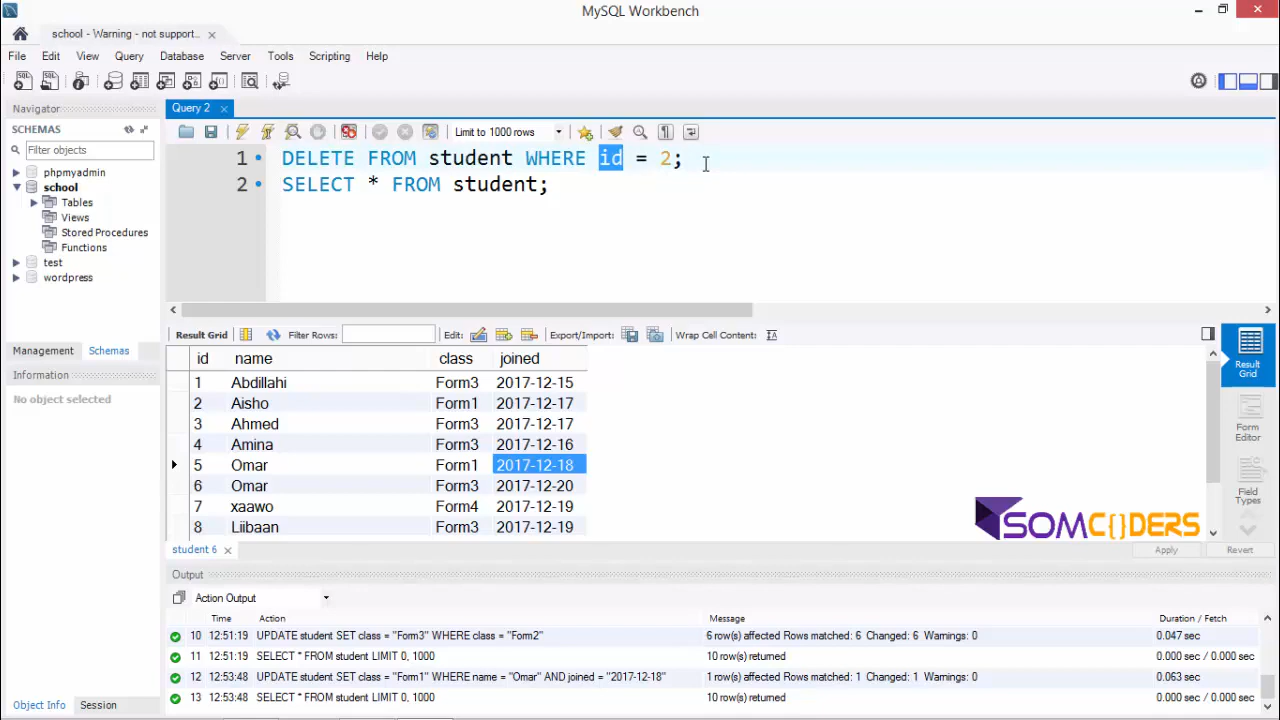 MySQL Workbench
school - Warning - not support... ×
File Edit View Query Database Server Tools Scripting Help
Navigator
SCHEMAS
Filter objects
phpmyadmin
school
Tables
Views
Stored Procedures
Functions
test
wordpress
Management Schemas
Information
No object selected
Object Info Session
Query 2 ×
Limit to 1000 rows
1 DELETE FROM student WHERE id = 2;
2 SELECT * FROM student;
Result Grid Filter Rows: Edit: Export/Import: Wrap Cell Content:
id name class joined
1 Abdillahi Form3 2017-12-15
2 Aisho Form1 2017-12-17
3 Ahmed Form3 2017-12-17
4 Amina Form3 2017-12-16
5 Omar Form1 2017-12-18
6 Omar Form3 2017-12-20
7 xaawo Form4 2017-12-19
8 Liibaan Form3 2017-12-19
Result
Grid
Form
Editor
Field
Types
SOMC{}DERS
student 6 ×
Apply Revert
Output
Action Output
Time Action Message Duration / Fetch
10 12:51:19 UPDATE student SET class = "Form3" WHERE class = "Form2" 6 row(s) affected Rows matched: 6 Changed: 6 Warnings: 0 0.047 sec
11 12:51:19 SELECT * FROM student LIMIT 0, 1000 10 row(s) returned 0.000 sec / 0.000 sec
12 12:53:48 UPDATE student SET class = "Form1" WHERE name = "Omar" AND joined = "2017-12-18" 1 row(s) affected Rows matched: 1 Changed: 1 Warnings: 0 0.063 sec
13 12:53:48 SELECT * FROM student LIMIT 0, 1000 10 row(s) returned 0.000 sec / 0.000 sec